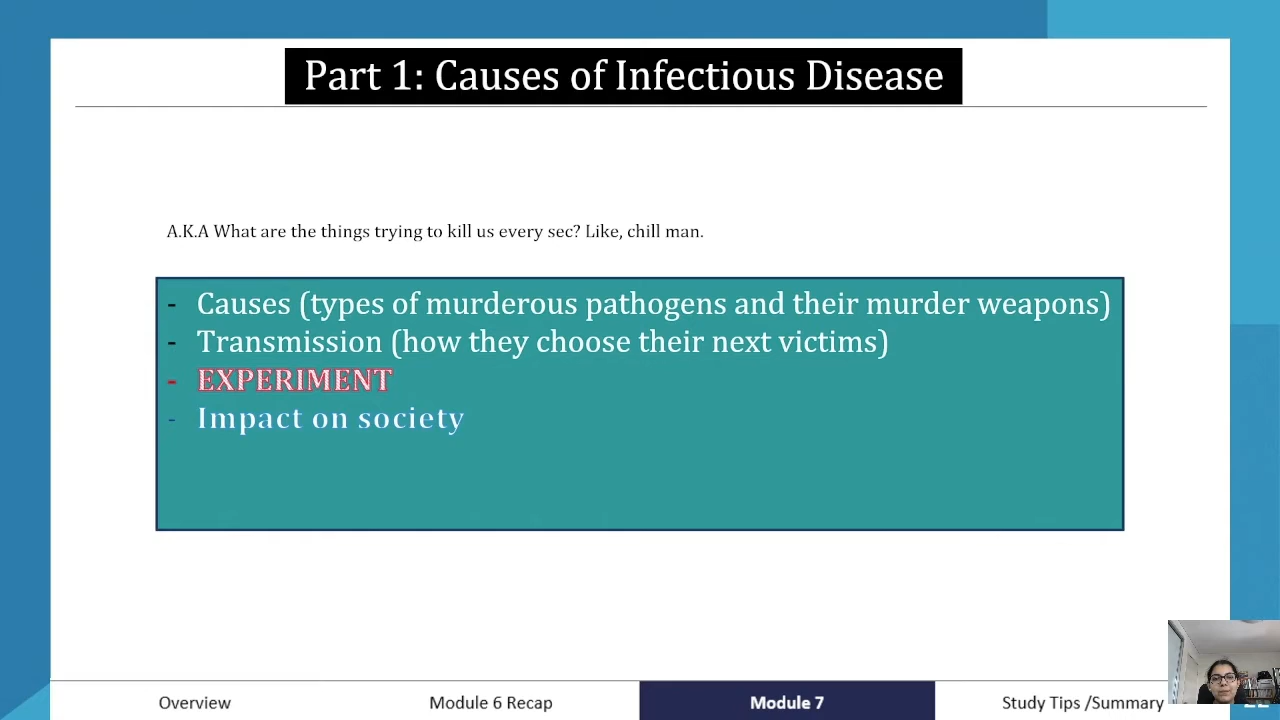 Part 1: Causes of Infectious Disease
A.K.A What are the things trying to kill us every sec? Like, chill man.
- Causes (types of murderous pathogens and their murder weapons)
- Transmission (how they choose their next victims)
- EXPERIMENT
- Impact on society
Overview
Module 6 Recap
Module 7
Study Tips /Summary